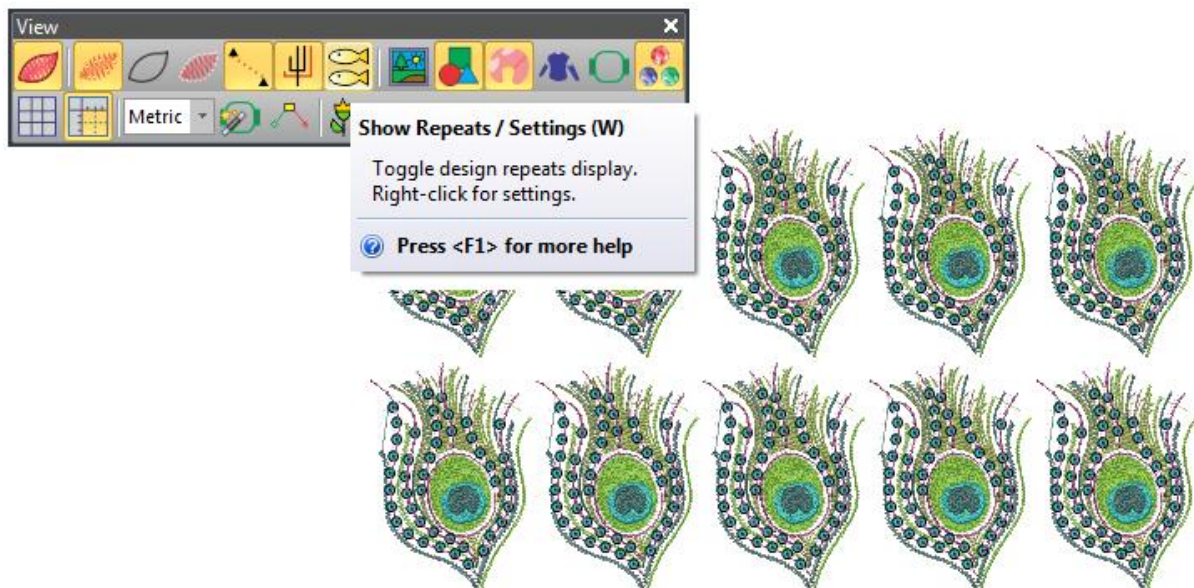 View
Metric
Show Repeats / Settings (W)
Toggle design repeats display.
Right-click for settings.
Press <F1> for more help